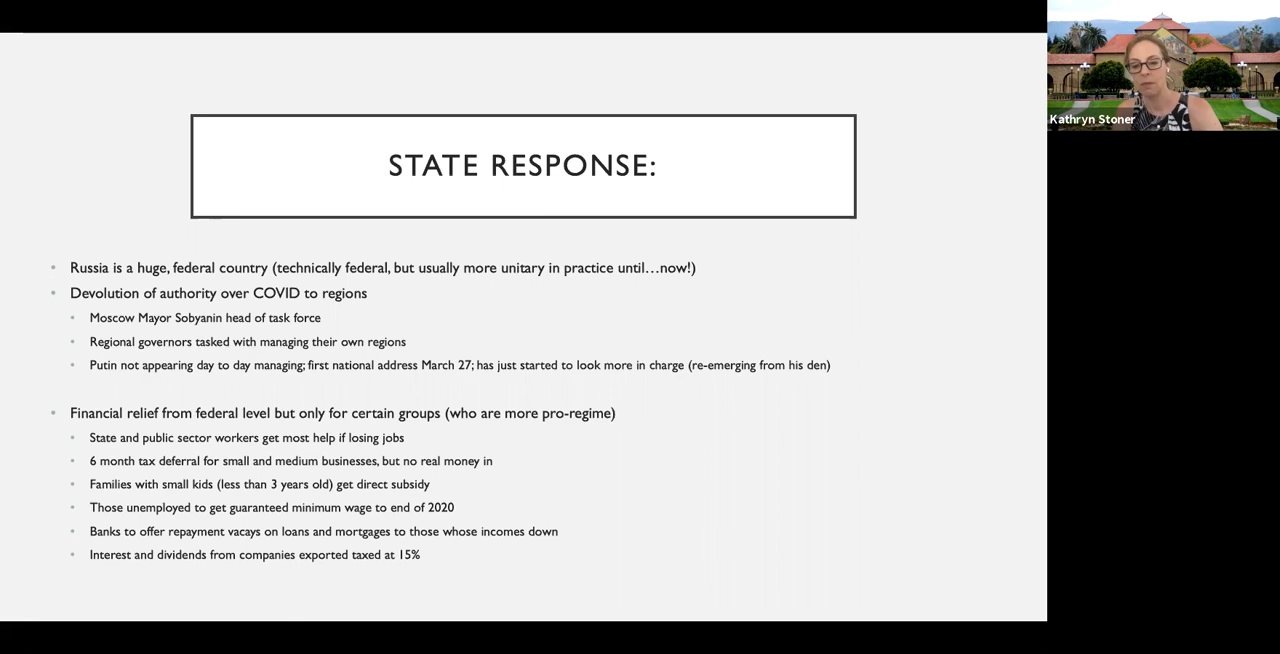 STATE RESPONSE:
• Russia is a huge, federal country (technically federal, but usually more unitary in practice until…now!)
• Devolution of authority over COVID to regions
• Moscow Mayor Sobyanin head of task force
• Regional governors tasked with managing their own regions
• Putin not appearing day to day managing; first national address March 27; has just started to look more in charge (re-emerging from his den)
• Financial relief from federal level but only for certain groups (who are more pro-regime)
• State and public sector workers get most help if losing jobs
• 6 month tax deferral for small and medium businesses, but no real money in
• Families with small kids (less than 3 years old) get direct subsidy
• Those unemployed to get guaranteed minimum wage to end of 2020
• Banks to offer repayment vacays on loans and mortgages to those whose incomes down
• Interest and dividends from companies exported taxed at 15%
Kathryn Stoner